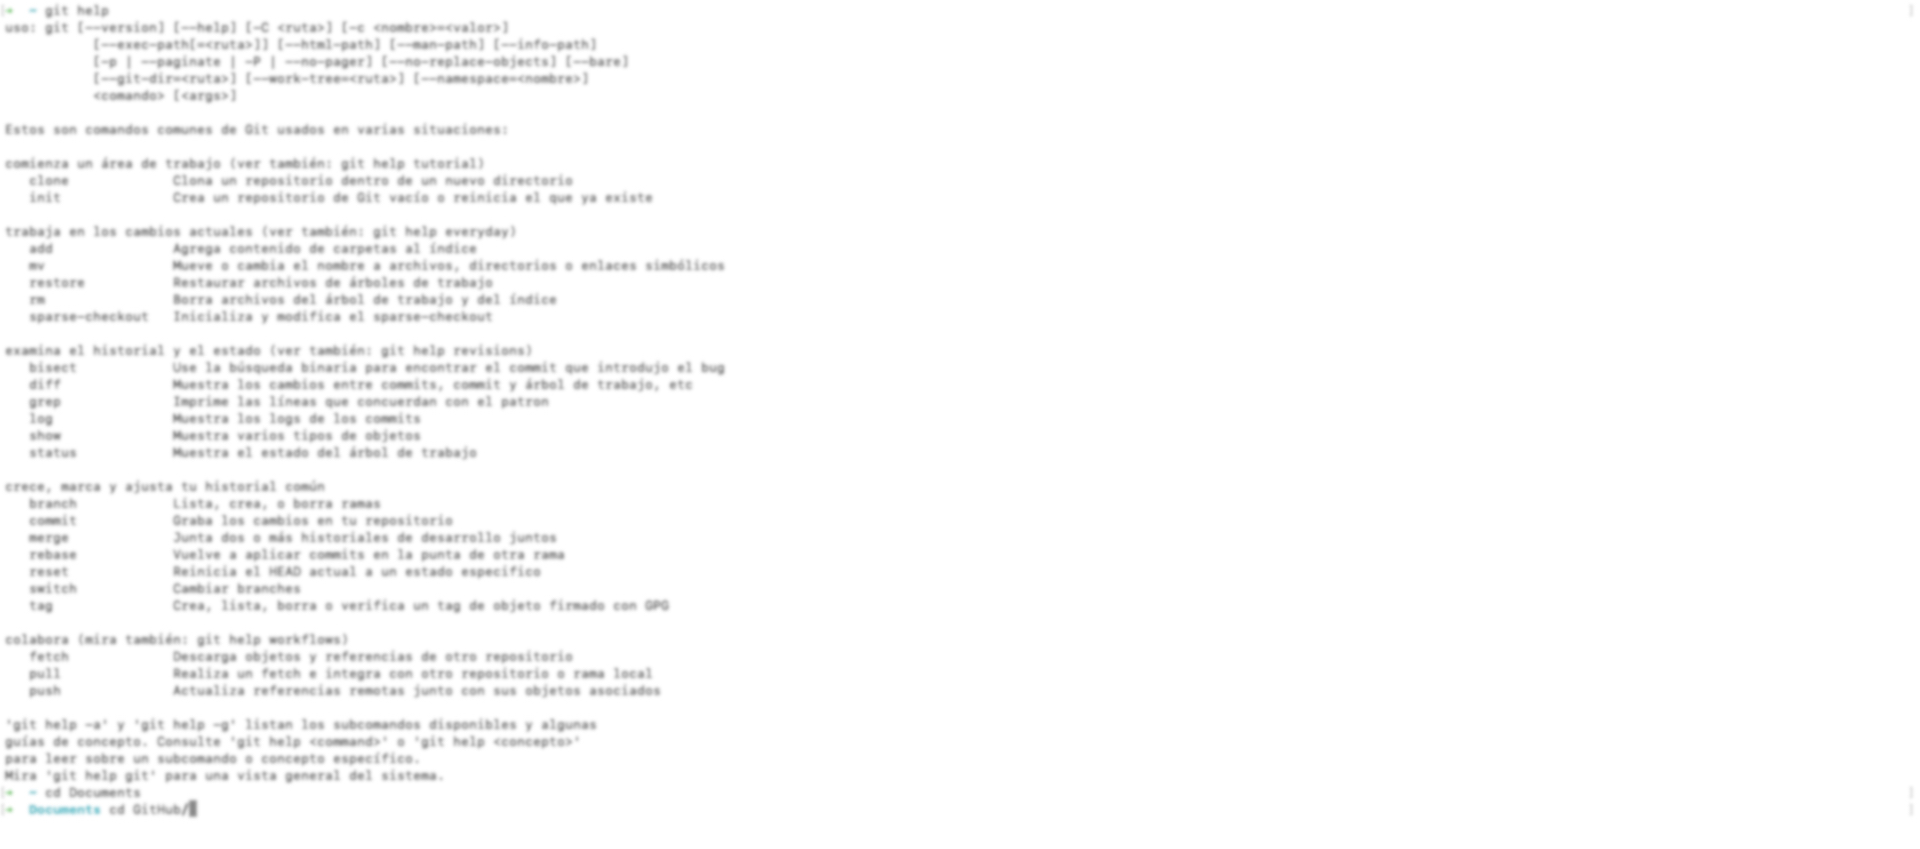 → ~ git help
uso: git [--version] [--help] [-C <ruta>] [-c <nombre>=<valor>]
[--exec-path[=<ruta>]] [--html-path] [--man-path] [--info-path]
[-p | --paginate | -P | --no-pager] [--no-replace-objects] [--bare]
[--git-dir=<ruta>] [--work-tree=<ruta>] [--namespace=<nombre>]
<comando> [<args>]
Estos son comandos comunes de Git usados en varias situaciones:
comienza un área de trabajo (ver también: git help tutorial)
clone Clona un repositorio dentro de un nuevo directorio
init Crea un repositorio de Git vacío o reinicia el que ya existe
trabaja en los cambios actuales (ver también: git help everyday)
add Agrega contenido de carpetas al índice
mv Mueve o cambia el nombre a archivos, directorios o enlaces simbólicos
restore Restaurar archivos de árboles de trabajo
rm Borra archivos del árbol de trabajo y del índice
sparse-checkout Inicializa y modifica el sparse-checkout
examina el historial y el estado (ver también: git help revisions)
bisect Use la búsqueda binaria para encontrar el commit que introdujo el bug
diff Muestra los cambios entre commits, commit y árbol de trabajo, etc
grep Imprime las líneas que concuerdan con el patron
log Muestra los logs de los commits
show Muestra varios tipos de objetos
status Muestra el estado del árbol de trabajo
crece, marca y ajusta tu historial común
branch Lista, crea, o borra ramas
commit Graba los cambios en tu repositorio
merge Junta dos o más historiales de desarrollo juntos
rebase Vuelve a aplicar commits en la punta de otra rama
reset Reinicia el HEAD actual a un estado específico
switch Cambiar branches
tag Crea, lista, borra o verifica un tag de objeto firmado con GPG
colabora (mira también: git help workflows)
fetch Descarga objetos y referencias de otro repositorio
pull Realiza un fetch e integra con otro repositorio o rama local
push Actualiza referencias remotas junto con sus objetos asociados
'git help -a' y 'git help -g' listan los subcomandos disponibles y algunas
guías de concepto. Consulte 'git help <command>' o 'git help <concepto>'
para leer sobre un subcomando o concepto específico.
Mira 'git help git' para una vista general del sistema.
→ ~ cd Documents
→ Documents cd GitHub/